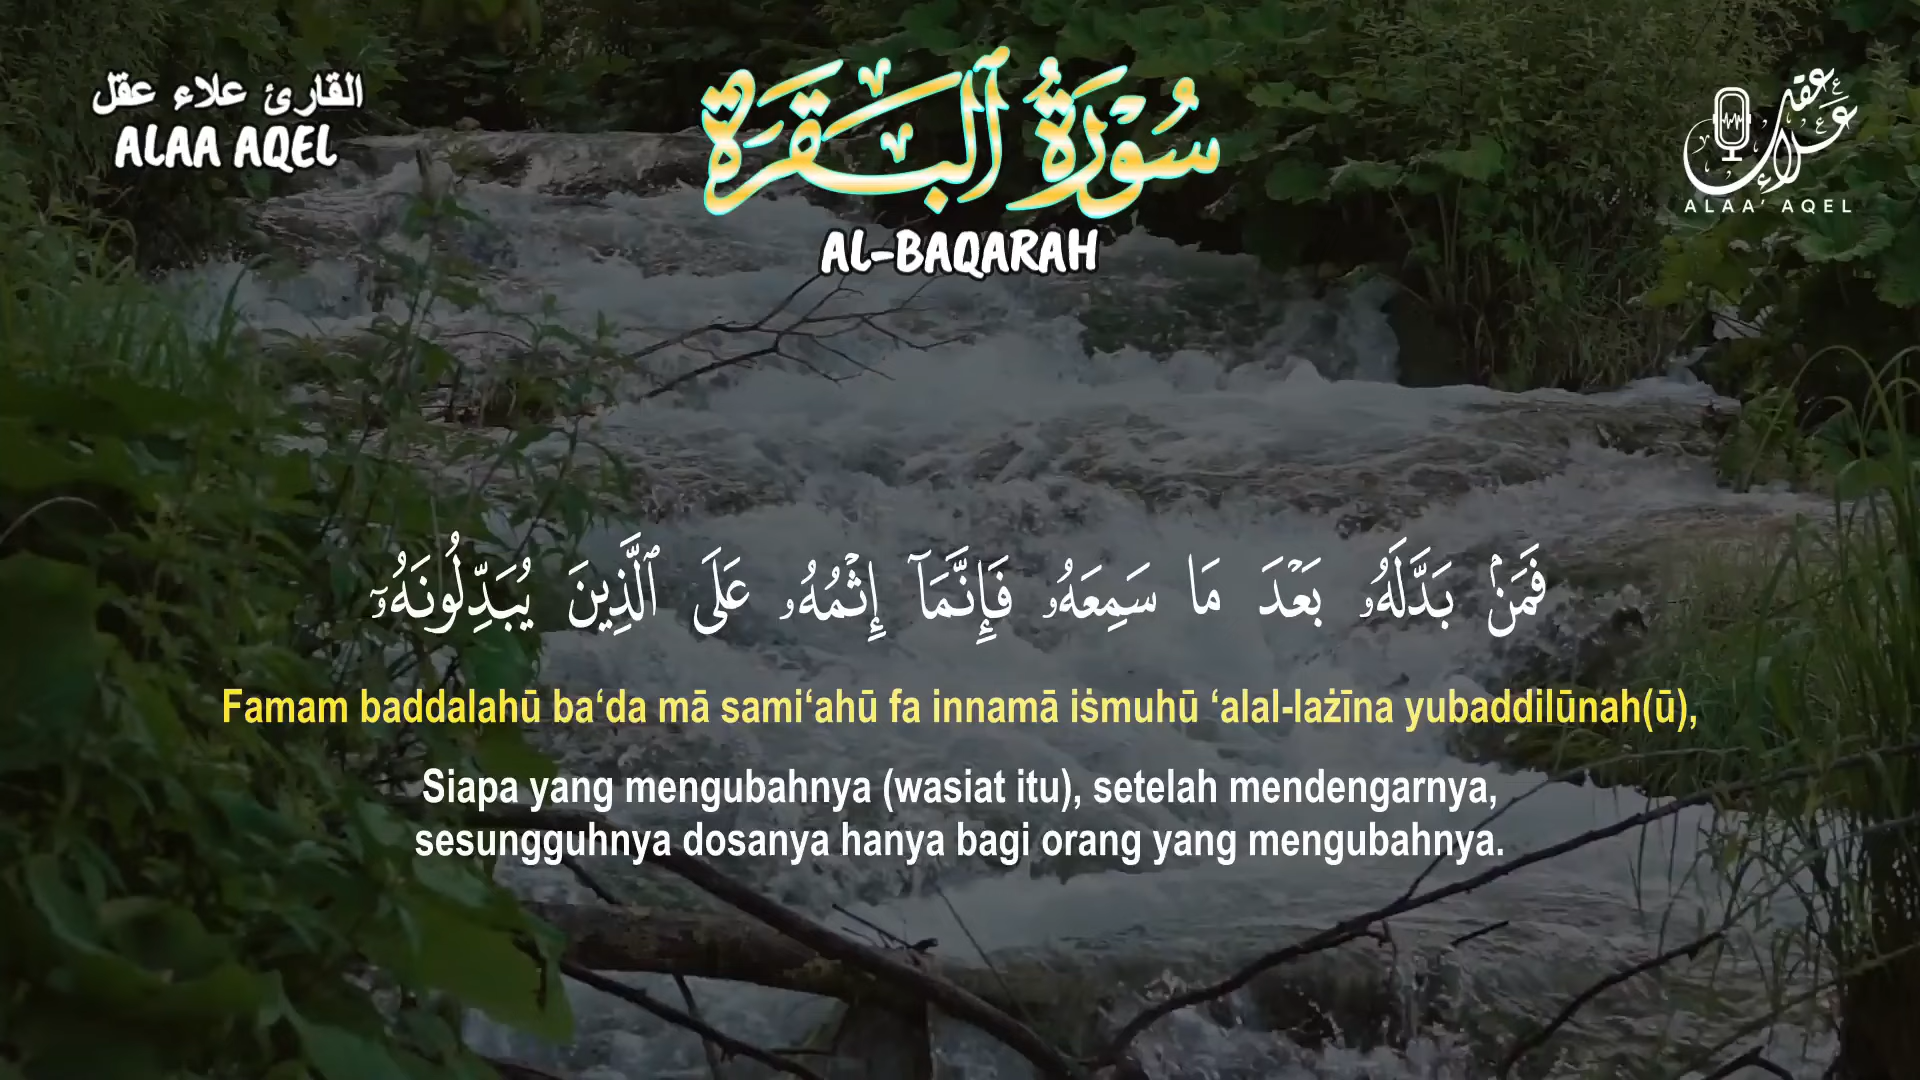 القارئ علاء عقل
ALAA AQEL
سُورَةُ ٱلْبَقَرَةِ
AL-BAQARAH
علاء عقل
ALAA' AQEL
فَمَنۢ بَدَّلَهُۥ بَعْدَ مَا سَمِعَهُۥ فَإِنَّمَآ إِثْمُهُۥ عَلَى ٱلَّذِينَ يُبَدِّلُونَهُۥٓ
Famam baddalahū ba‘da mā sami‘ahū fa innamā iṡmuhū ‘alal-lażīna yubaddilūnah(ū),
Siapa yang mengubahnya (wasiat itu), setelah mendengarnya,
sesungguhnya dosanya hanya bagi orang yang mengubahnya.